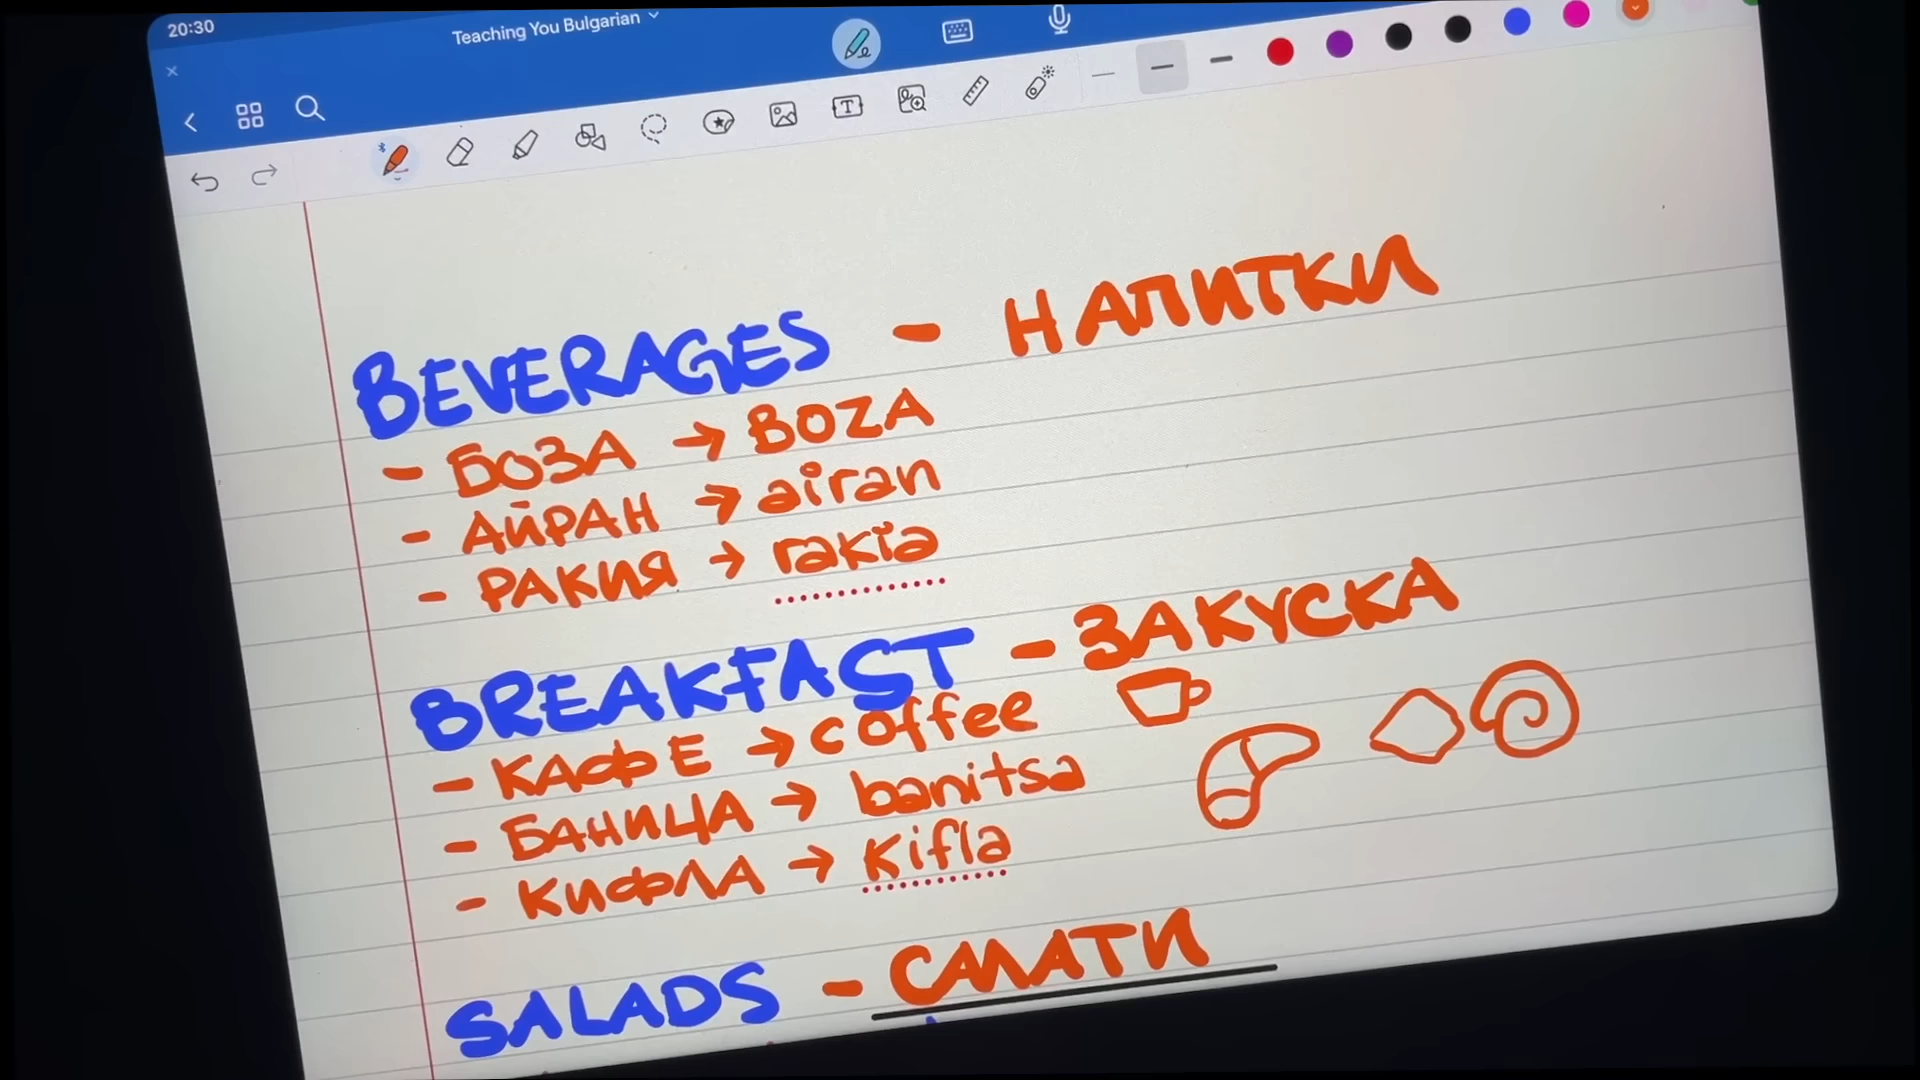 20:30
Teaching You Bulgarian
BEVERAGES - НАПИТКИ
- БОЗА → BOZA
- АЙРАН → airan
- РАКИЯ → rakia
BREAKFAST - ЗАКУСКА
- КАФЕ → coffee
- БАНИЦА → banitsa
- КИФЛА → kifla
SALADS - САЛАТИ